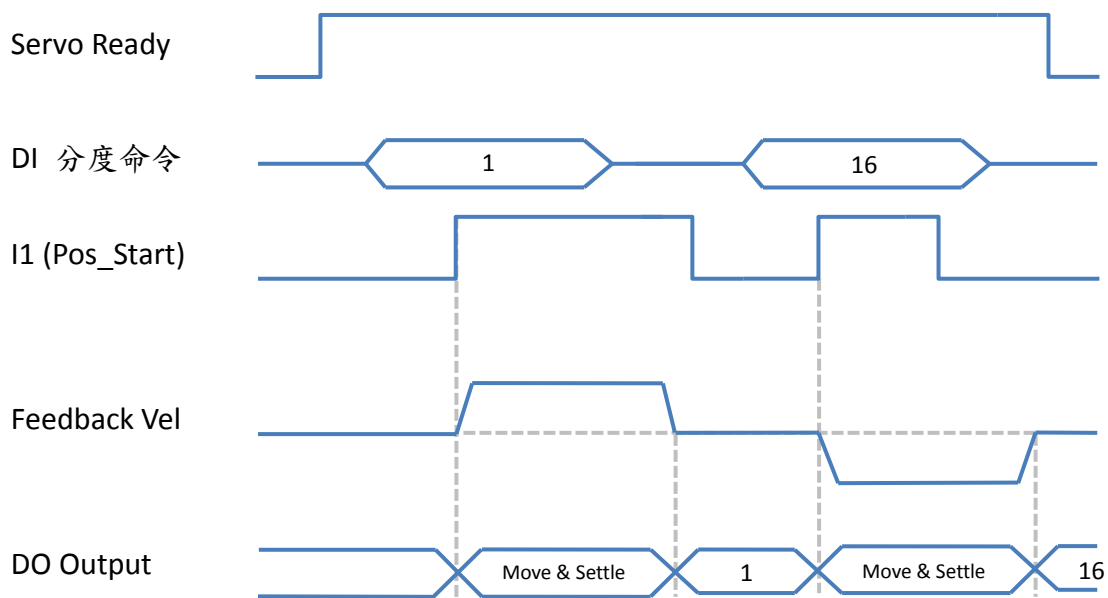 Servo Ready
DI 分度命令
1
16
I1 (Pos_Start)
Feedback Vel
DO Output
Move & Settle
1
Move & Settle
16